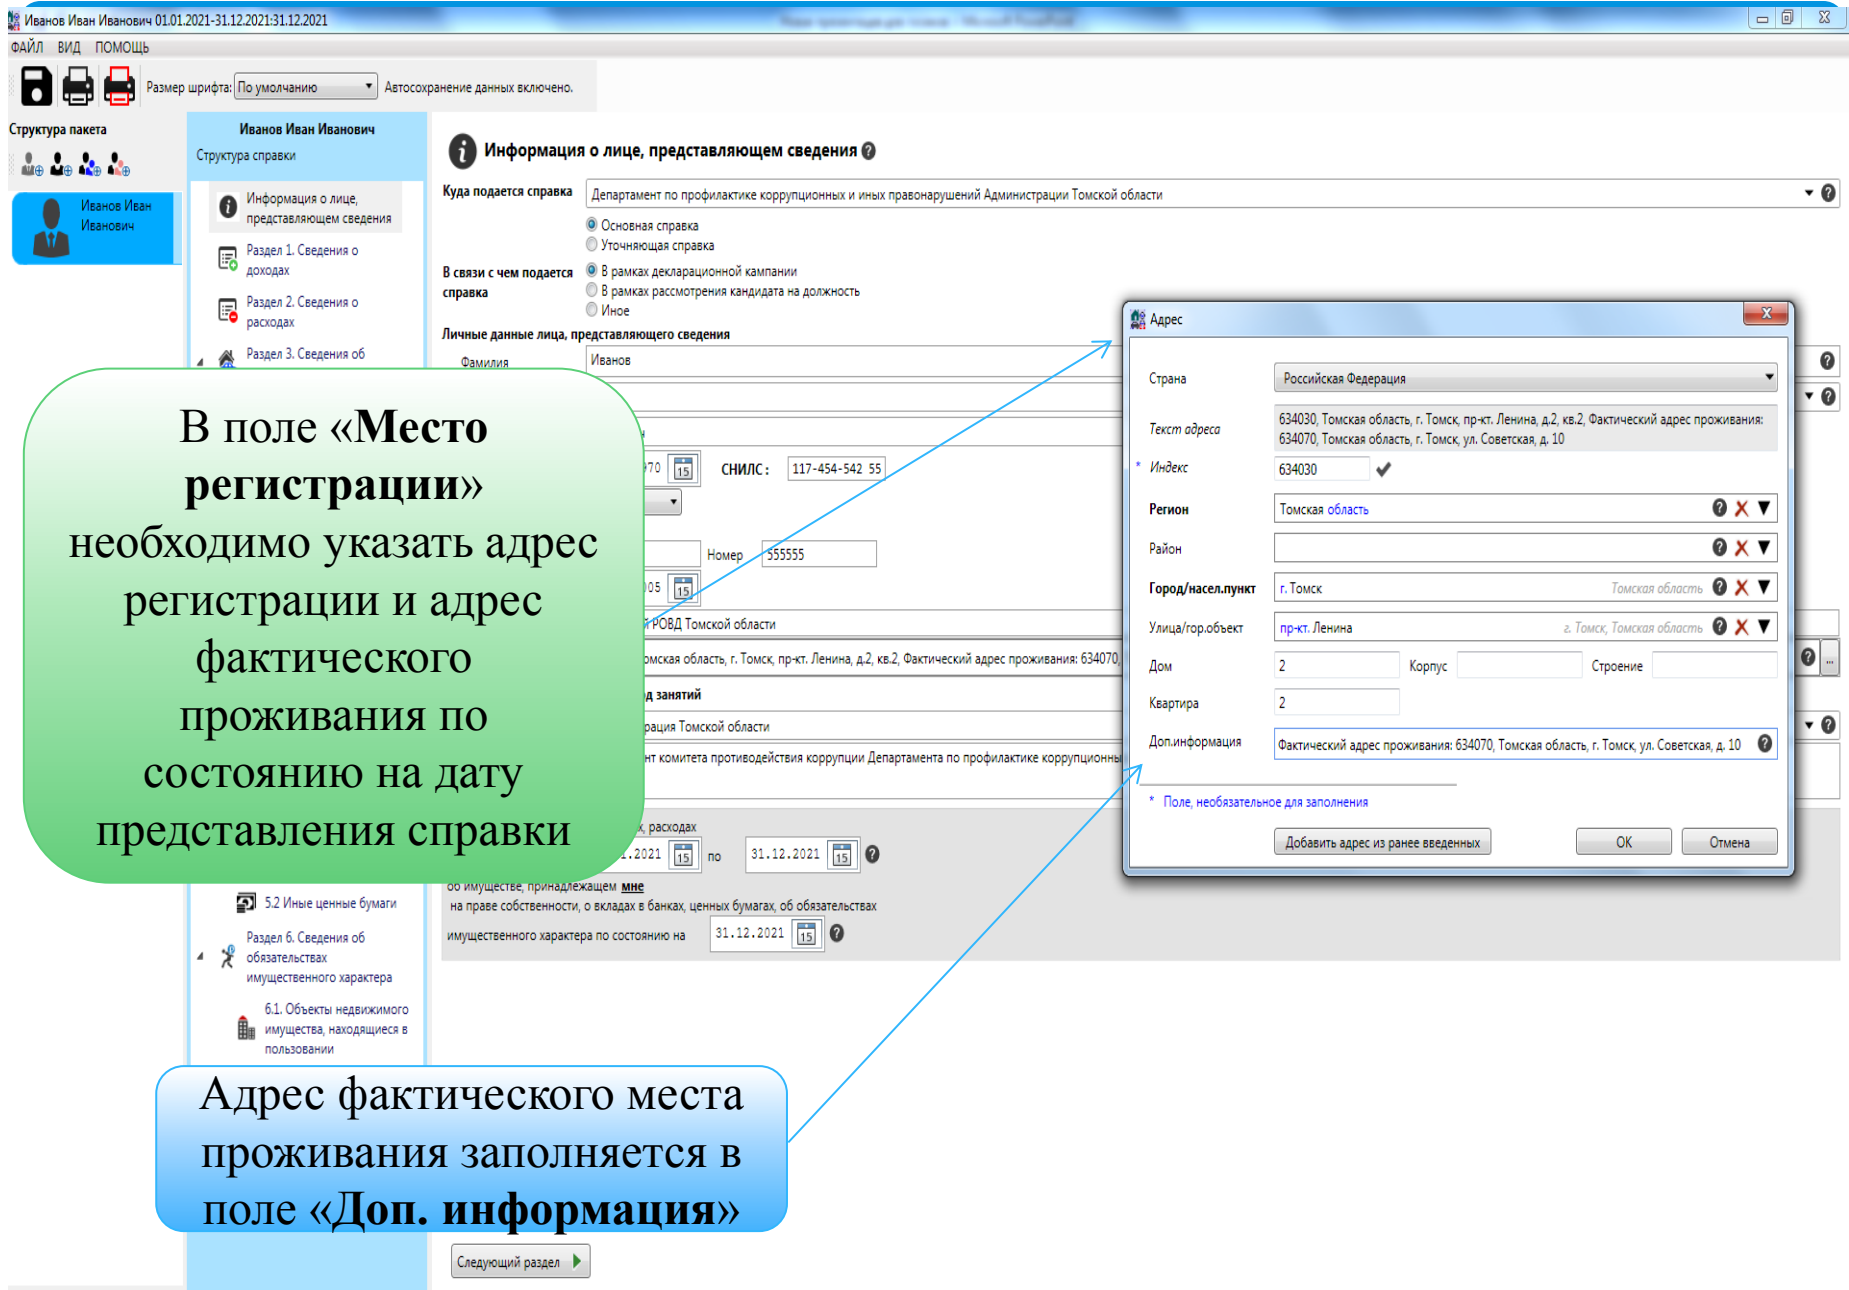 Иванов Иван Иванович 01.01.2021-31.12.2021:31.12.2021
ФАЙЛ ВИД ПОМОЩЬ
Размер шрифта: По умолчанию Автосохранение данных включено.
Структура пакета
Иванов Иван
Иванович
Иванов Иван Иванович
Структура справки
Информация о лице,
представляющем сведения
Раздел 1. Сведения о
доходах
Раздел 2. Сведения о
расходах
Раздел 3. Сведения об
5.2 Иные ценные бумаги
Раздел 6. Сведения об
обязательствах
имущественного характера
6.1. Объекты недвижимого
имущества, находящиеся в
пользовании
Информация о лице, представляющем сведения
Куда подается справка Департамент по профилактике коррупционных и иных правонарушений Администрации Томской области
Основная справка
Уточняющая справка
В связи с чем подается
справка
В рамках декларационной кампании
В рамках рассмотрения кандидата на должность
Иное
Личные данные лица, представляющего сведения
Фамилия Иванов
970 15 СНИЛС: 117-454-542 55
Номер 555555
005 15
РОВД Томской области
омская область, г. Томск, пр-кт. Ленина, д.2, кв.2, Фактический адрес проживания: 634070,
д занятий
рация Томской области
нт комитета противодействия коррупции Департамента по профилактике коррупционны
, расходах
.2021 15 по 31.12.2021 15
об имуществе, принадлежащем мне
на праве собственности, о вкладах в банках, ценных бумагах, об обязательствах
имущественного характера по состоянию на 31.12.2021 15
Следующий раздел
В поле «Место
регистрации»
необходимо указать адрес
регистрации и адрес
фактического
проживания по
состоянию на дату
представления справки
Адрес фактического места
проживания заполняется в
поле «Доп. информация»
Адрес
Страна Российская Федерация
Текст адреса 634030, Томская область, г. Томск, пр-кт. Ленина, д.2, кв.2, Фактический адрес проживания:
634070, Томская область, г. Томск, ул. Советская, д. 10
* Индекс 634030
Регион Томская область
Район
Город/насел.пункт г. Томск Томская область
Улица/гор.объект пр-кт. Ленина г. Томск, Томская область
Дом 2 Корпус Строение
Квартира 2
Доп.информация Фактический адрес проживания: 634070, Томская область, г. Томск, ул. Советская, д. 10
* Поле, необязательное для заполнения
Добавить адрес из ранее введенных OK Отмена